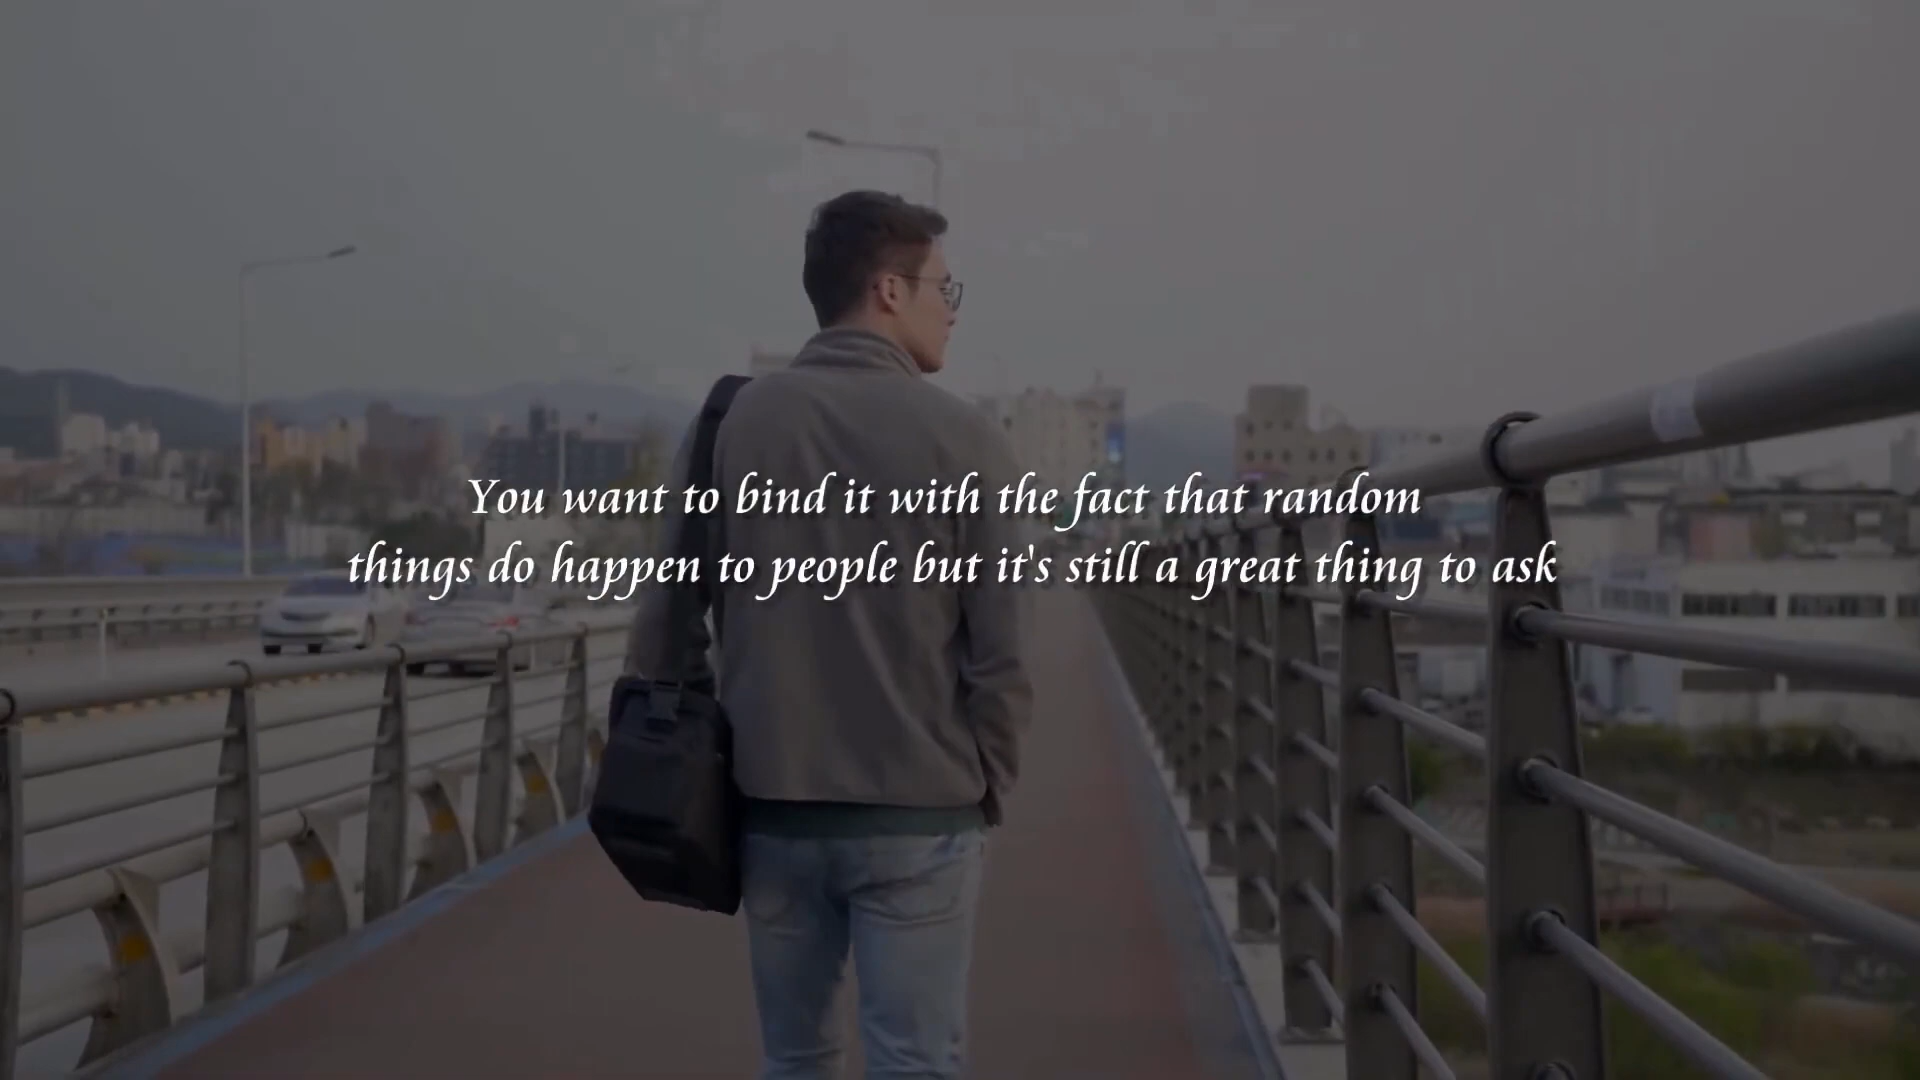 You want to bind it with the fact that random
things do happen to people but it's still a great thing to ask